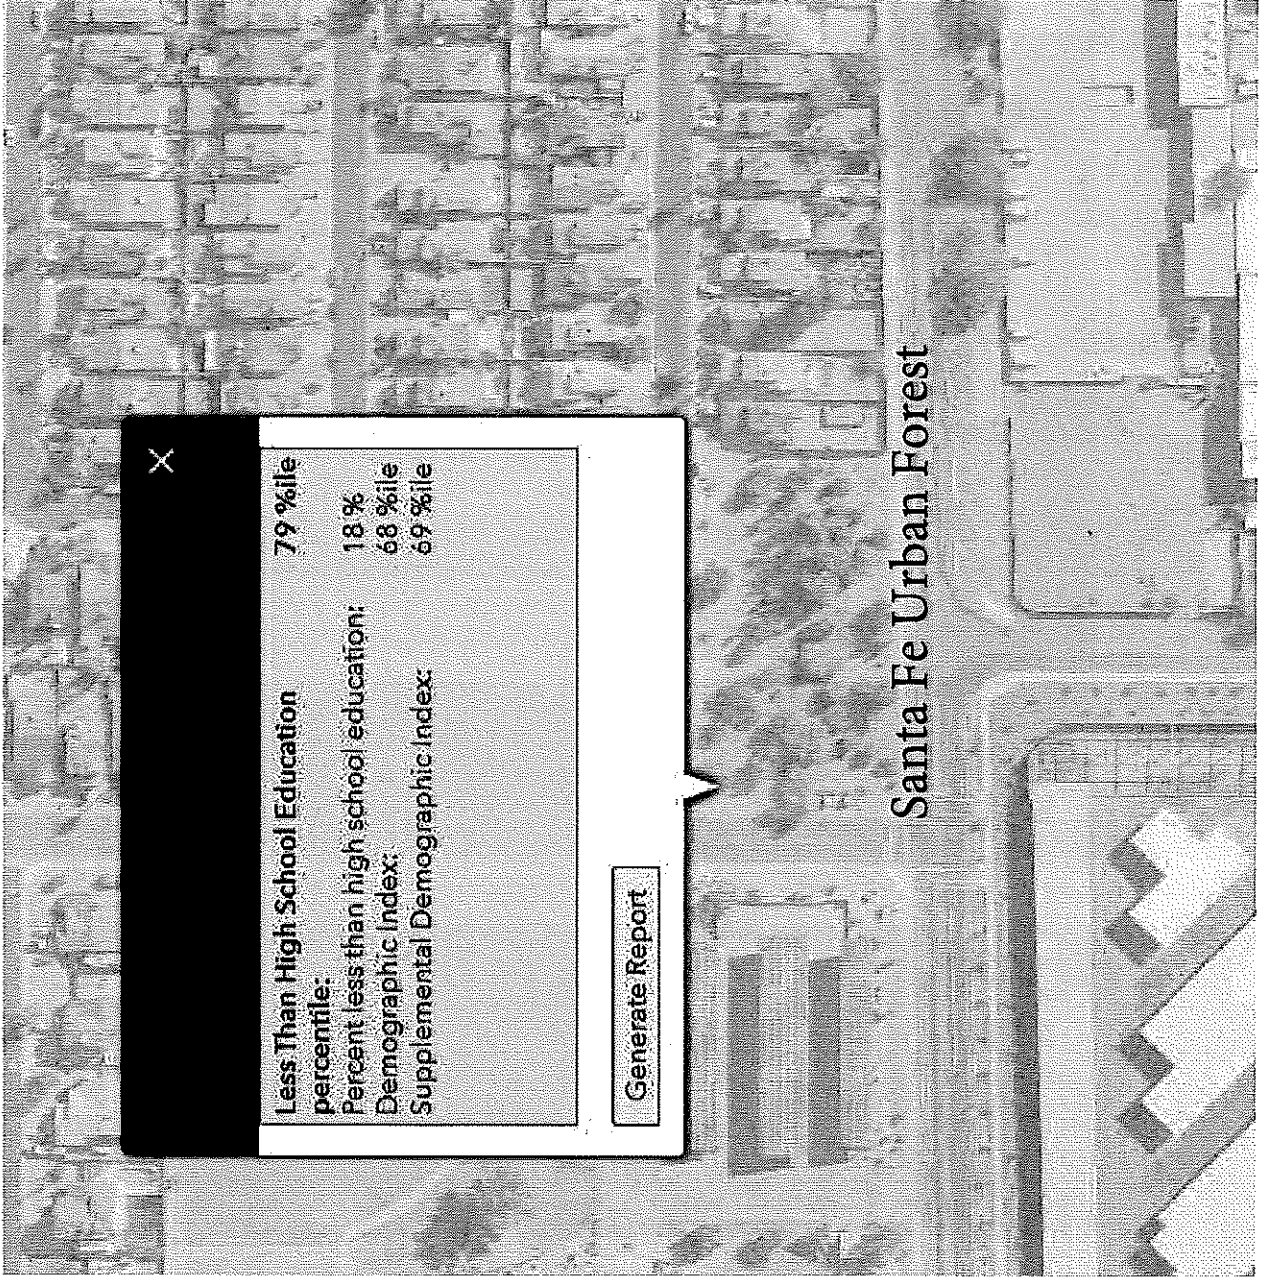 Less Than High School Education 79 %ile
percentile:
Percent less than high school education: 18 %
Demographic Index: 68 %ile
Supplemental Demographic Index: 69 %ile
Generate Report
Santa Fe Urban Forest